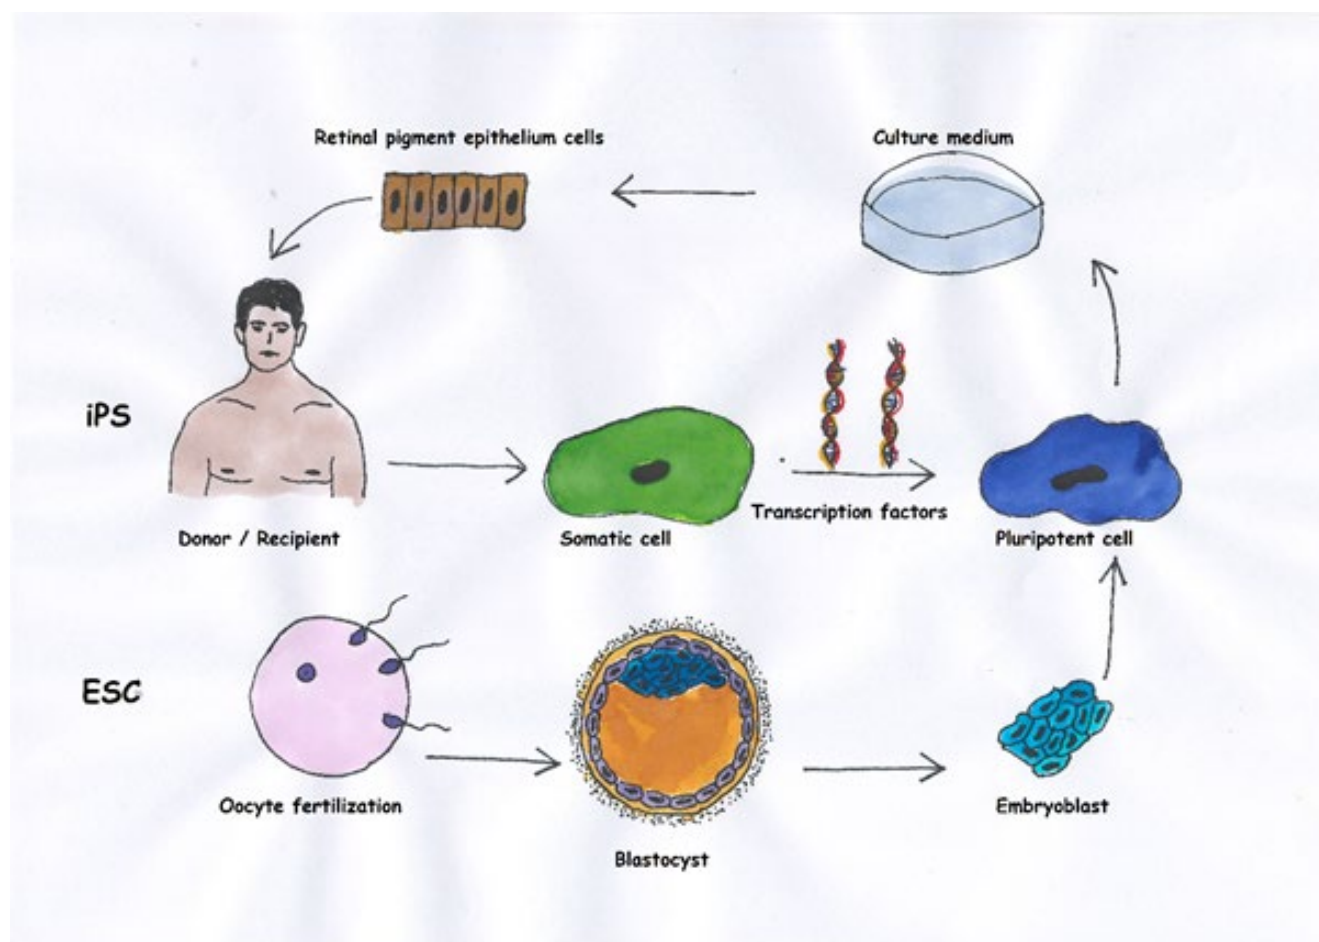 Retinal pigment epithelium cells
Culture medium
iPS
Donor / Recipient
Somatic cell
Transcription factors
Pluripotent cell
ESC
Oocyte fertilization
Blastocyst
Embryoblast